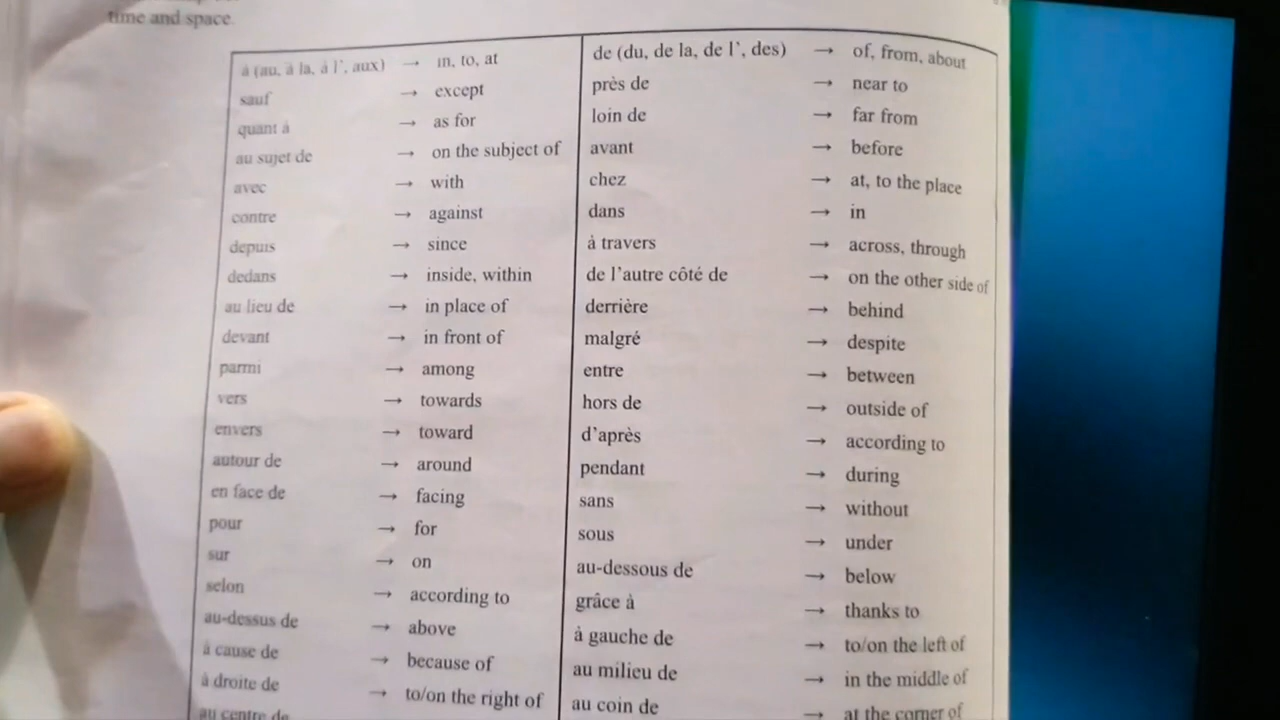 time and space.
à (au, à la, à l', aux) → in, to, at
sauf → except
quant à → as for
au sujet de → on the subject of
avec → with
contre → against
depuis → since
dedans → inside, within
au lieu de → in place of
devant → in front of
parmi → among
vers → towards
envers → toward
autour de → around
en face de → facing
pour → for
sur → on
selon → according to
au-dessus de → above
à cause de → because of
à droite de → to/on the right of
au centre de
de (du, de la, de l', des) → of, from, about
près de → near to
loin de → far from
avant → before
chez → at, to the place
dans → in
à travers → across, through
de l'autre côté de → on the other side of
derrière → behind
malgré → despite
entre → between
hors de → outside of
d'après → according to
pendant → during
sans → without
sous → under
au-dessous de → below
grâce à → thanks to
à gauche de → to/on the left of
au milieu de → in the middle of
au coin de → at the corner of